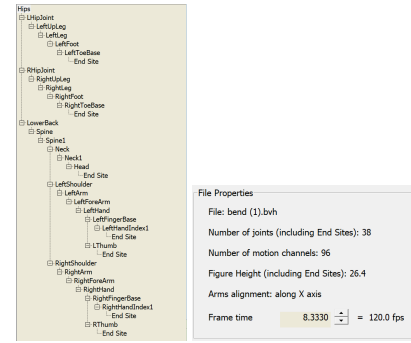 Hips
LHipJoint
LeftUpLeg
LeftLeg
LeftFoot
LeftToeBase
End Site
RHipJoint
RightUpLeg
RightLeg
RightFoot
RightToeBase
End Site
LowerBack
Spine
Spine1
Neck
Neck1
Head
End Site
LeftShoulder
LeftArm
LeftForeArm
LeftHand
LeftFingerBase
LeftHandIndex1
End Site
LThumb
End Site
RightShoulder
RightArm
RightForeArm
RightHand
RightFingerBase
RightHandIndex1
End Site
RThumb
End Site
File Properties
File: bend (1).bvh
Number of joints (including End Sites): 38
Number of motion channels: 96
Figure Height (including End Sites): 26.4
Arms alignment: along X axis
Frame time 8.3330 = 120.0 fps